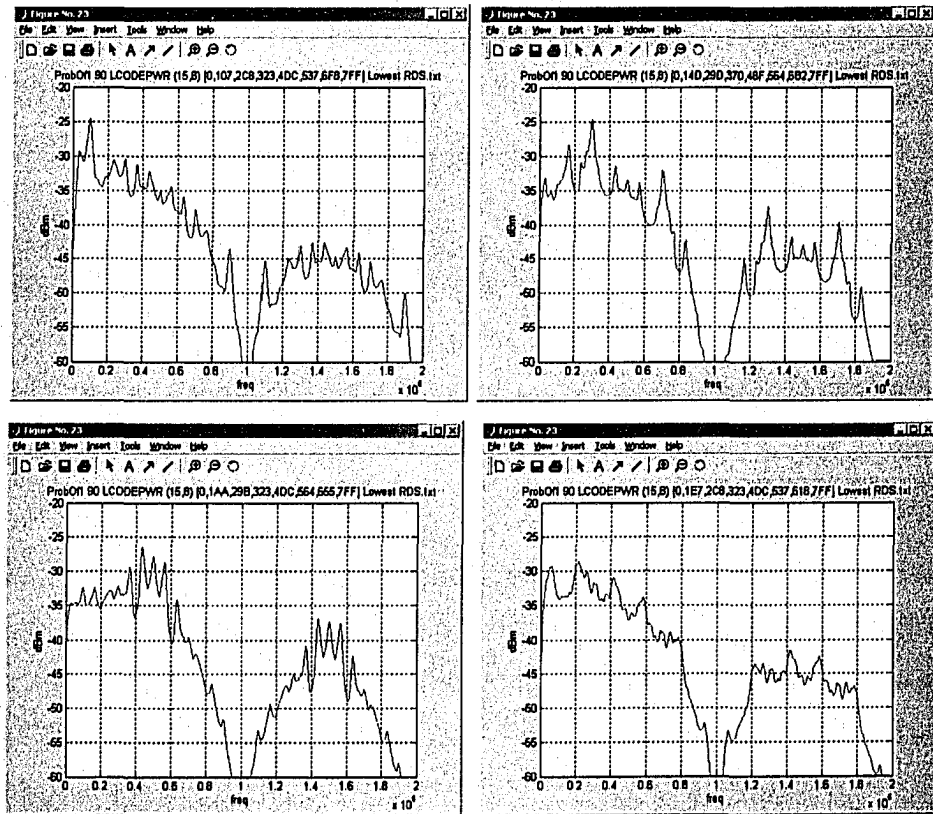 Figure No. 23
File Edit View Insert Tools Window Help
ProbOf1 90 LCODEPWR (15,8) [0,107,2C8,323,4DC,537,6F8,7FF] Lowest RDS.txt
-20
-25
-30
-35
-40
-45
-50
-55
-60
dBm
0 0.2 0.4 0.6 0.8 1 1.2 1.4 1.6 1.8 2
freq
x 10
Figure No. 23
File Edit View Insert Tools Window Help
ProbOf1 90 LCODEPWR (15,8) [0,14D,29B,370,48F,564,6B2,7FF] Lowest RDS.txt
-20
-25
-30
-35
-40
-45
-50
-55
-60
dBm
0 0.2 0.4 0.6 0.8 1 1.2 1.4 1.6 1.8 2
freq
x 10
Figure No. 23
File Edit View Insert Tools Window Help
ProbOf1 90 LCODEPWR (15,8) [0,1AA,29B,323,4DC,564,655,7FF] Lowest RDS.txt
-20
-25
-30
-35
-40
-45
-50
-55
-60
dBm
0 0.2 0.4 0.6 0.8 1 1.2 1.4 1.6 1.8 2
freq
x 10
Figure No. 23
File Edit View Insert Tools Window Help
ProbOf1 90 LCODEPWR (15,8) [0,1E7,2C8,323,4DC,537,618,7FF] Lowest RDS.txt
-20
-25
-30
-35
-40
-45
-50
-55
-60
dBm
0 0.2 0.4 0.6 0.8 1 1.2 1.4 1.6 1.8 2
freq
x 10